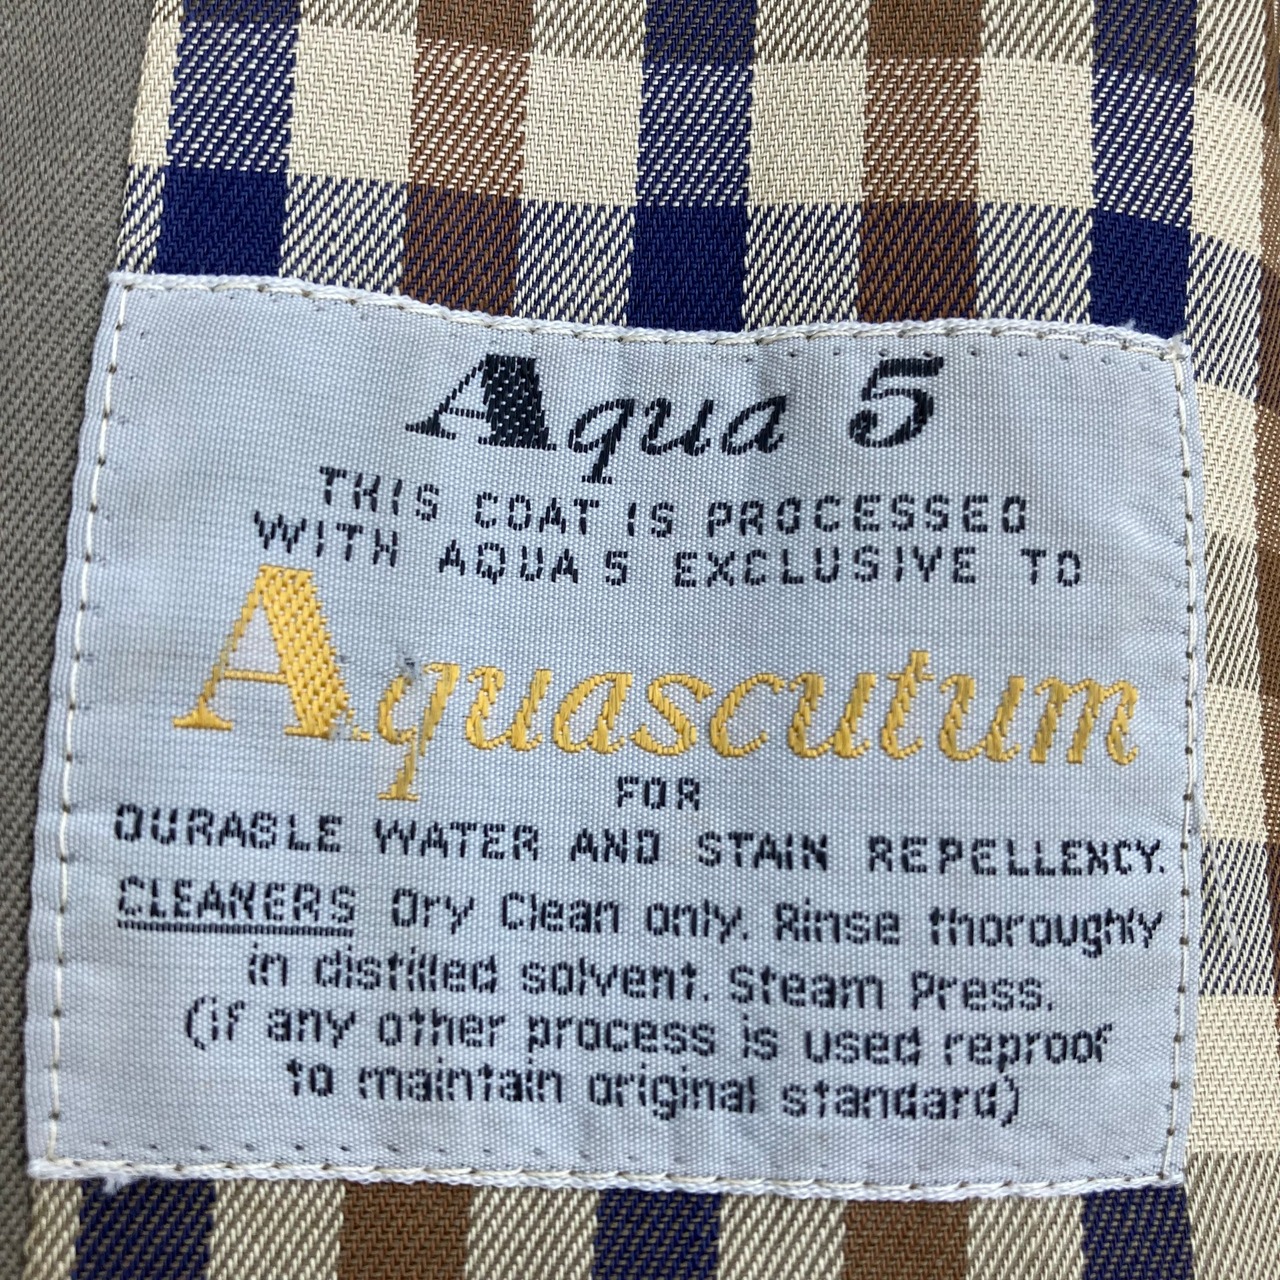 Aqua 5
THIS COAT IS PROCESSED
WITH AQUA 5 EXCLUSIVE TO
Aquascutum
FOR
DURABLE WATER AND STAIN REPELLENCY.
CLEANERS Dry Clean only. Rinse thoroughly
in distilled solvent. Steam Press.
(if any other process is used reproof
to maintain original standard)